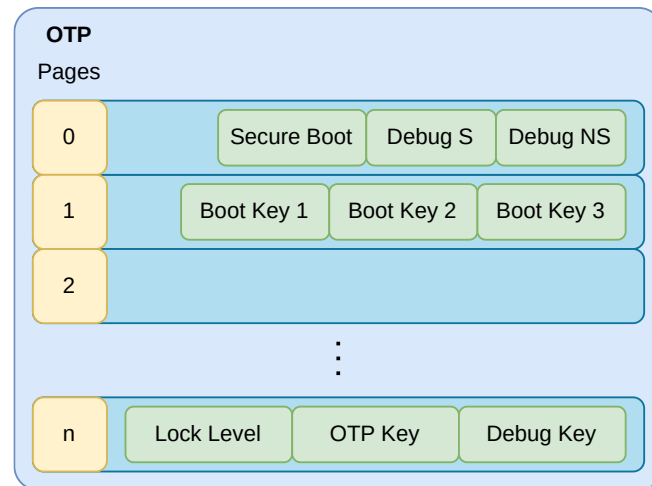 OTP
Pages
0 Secure Boot Debug S Debug NS
1 Boot Key 1 Boot Key 2 Boot Key 3
2
n Lock Level OTP Key Debug Key